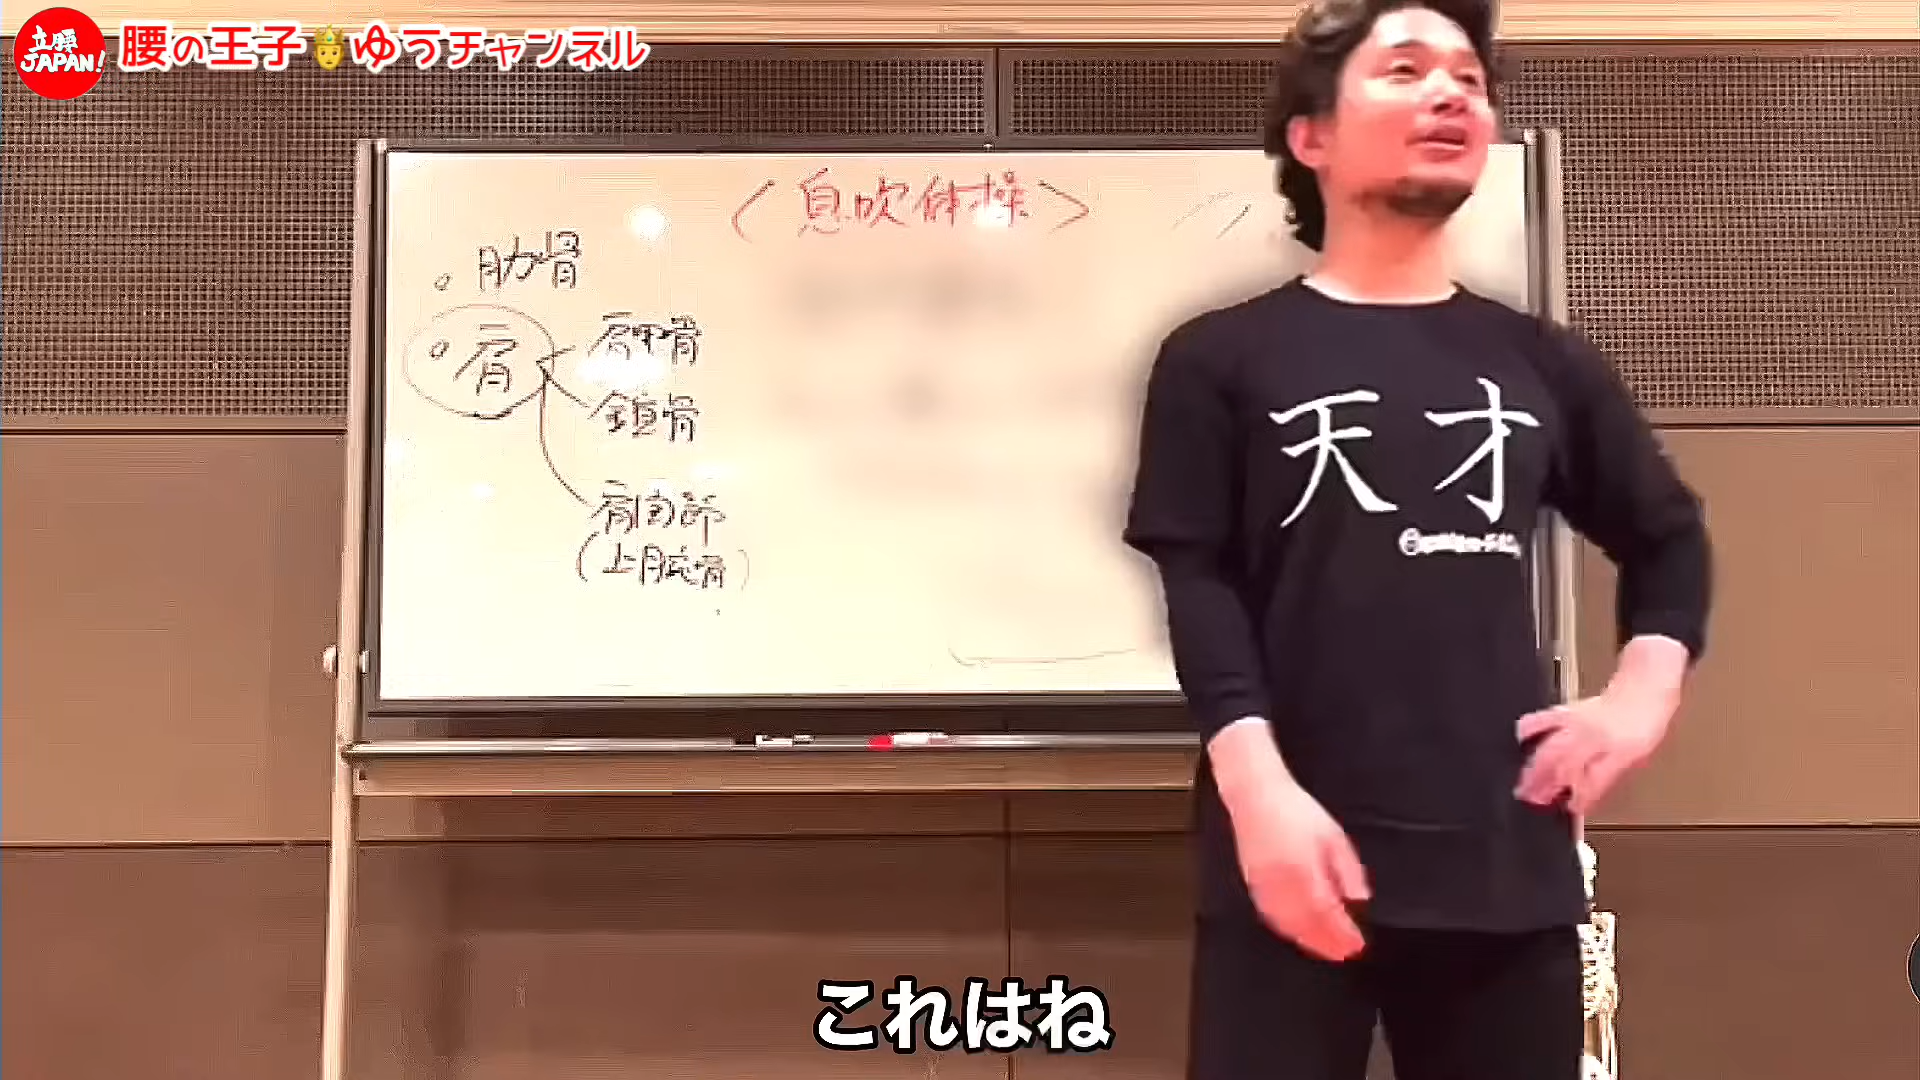 立腰
JAPAN!
腰の王子🤴ゆうチャンネル
〈息吹体操〉
。肋骨
。肩
肩甲骨
鎖骨
肩関節
(上腕骨)
天才
これはね